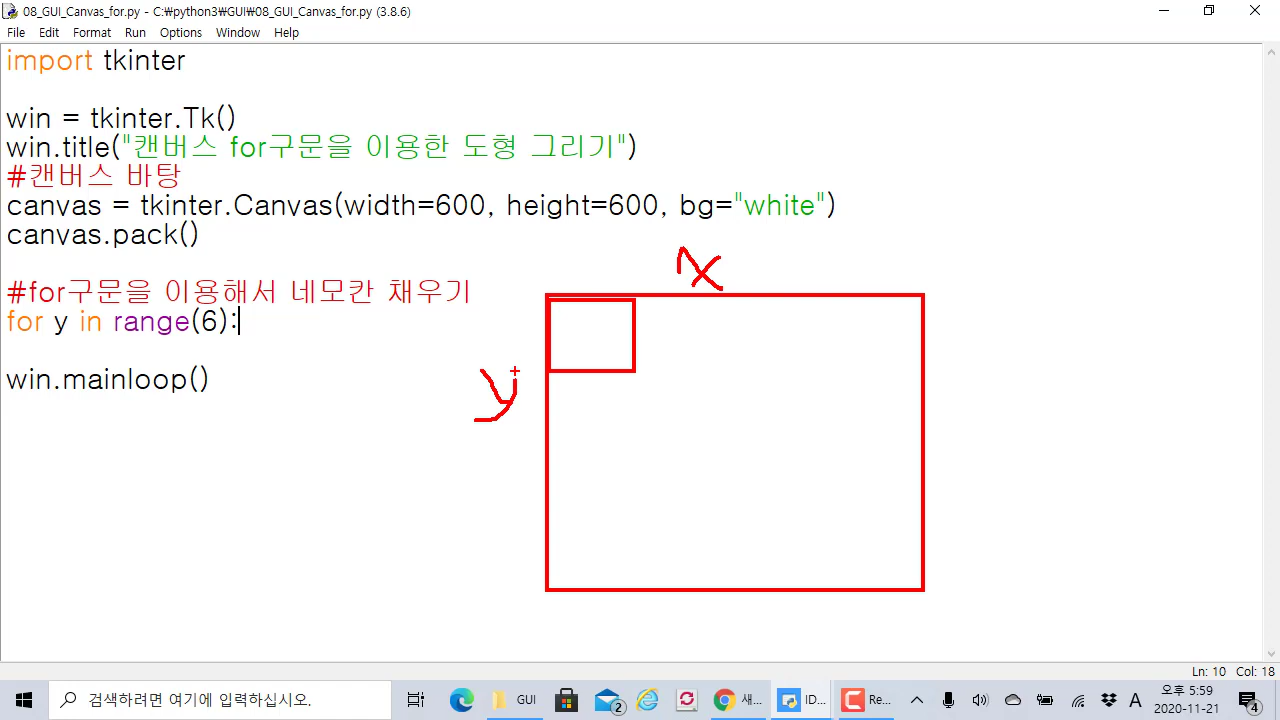 08_GUI_Canvas_for.py - C:\python3\GUI\08_GUI_Canvas_for.py (3.8.6)
File Edit Format Run Options Window Help
import tkinter
win = tkinter.Tk()
win.title("캔버스 for구문을 이용한 도형 그리기")
#캔버스 바탕
canvas = tkinter.Canvas(width=600, height=600, bg="white")
canvas.pack()
#for구문을 이용해서 네모칸 채우기
for y in range(6):
win.mainloop()
x
y
Ln: 10 Col: 18
검색하려면 여기에 입력하십시오.
GUI
2
새...
ID...
Re...
A
오후 5:59
2020-11-21
4